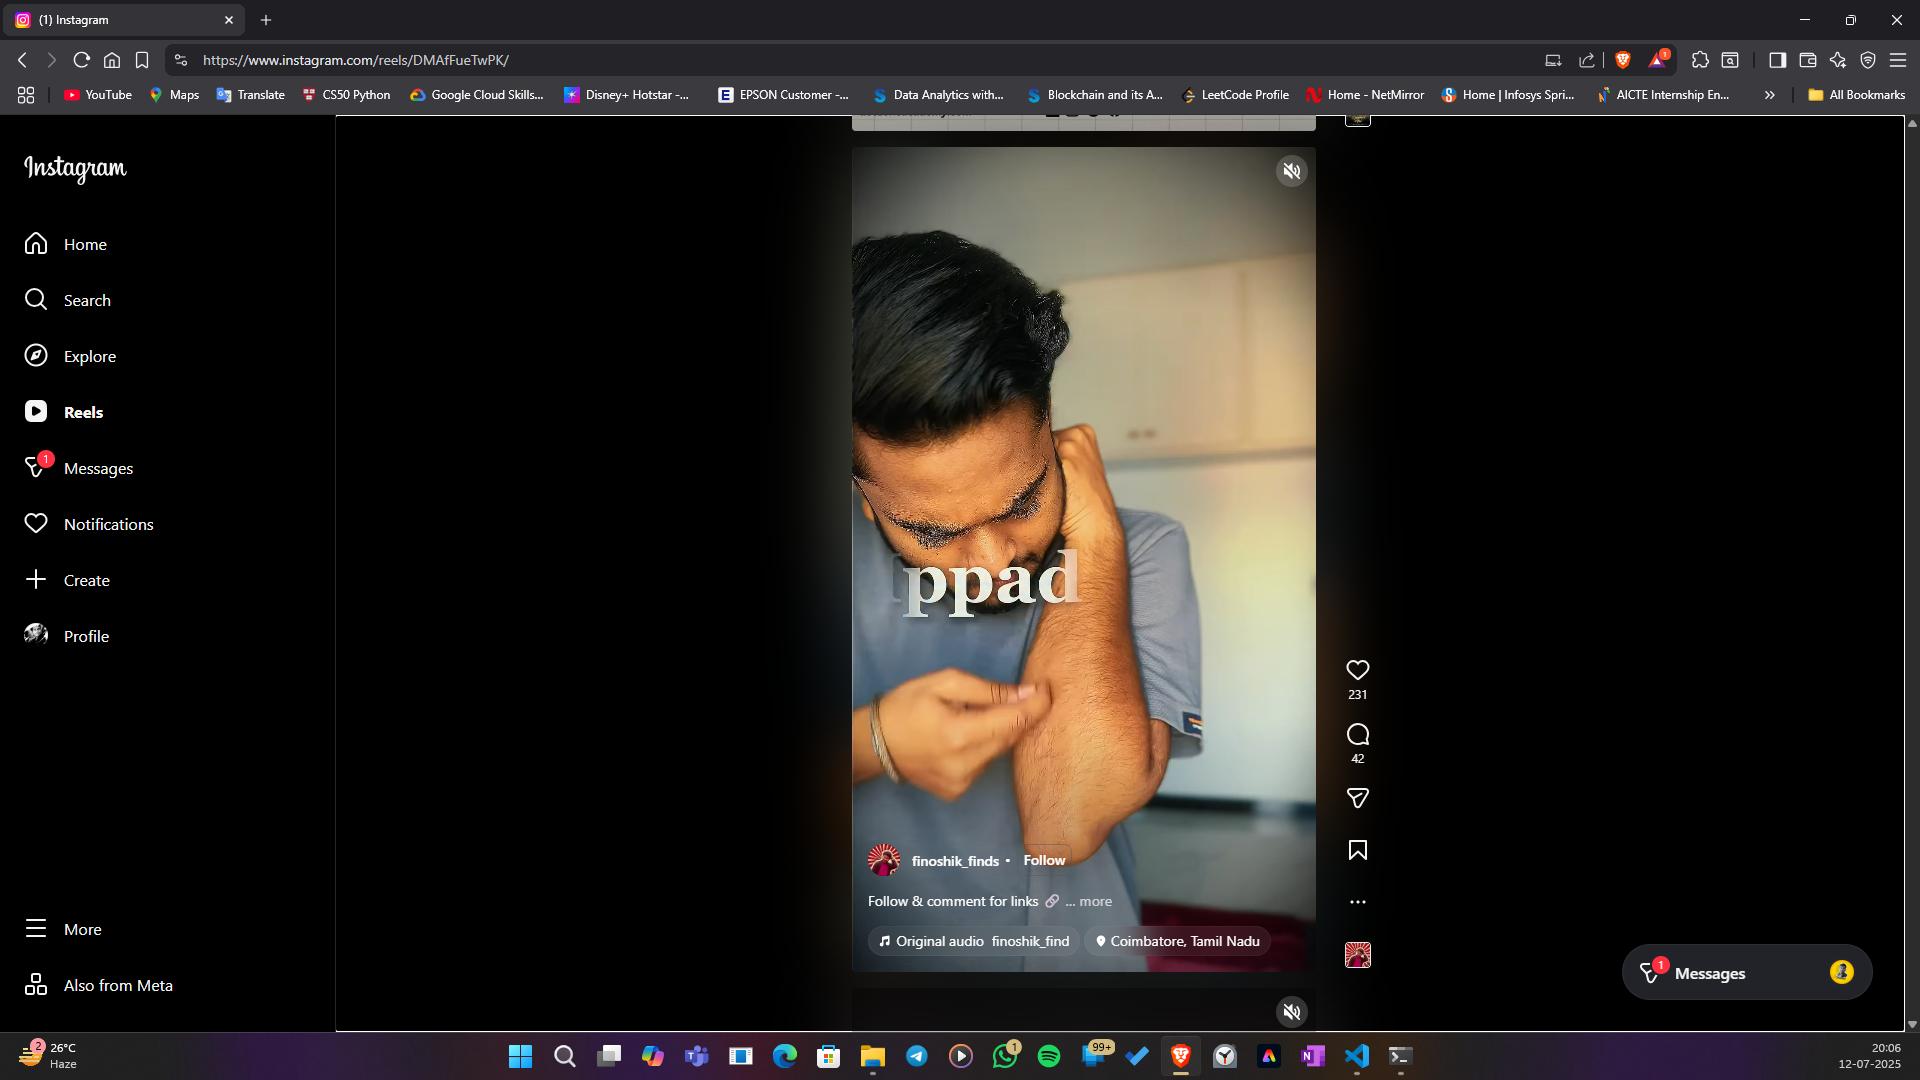 (1) Instagram
https://www.instagram.com/reels/DMAfFueTwPK/
YouTube
Maps
Translate
CS50 Python
Google Cloud Skills...
Disney+ Hotstar -...
EPSON Customer -...
Data Analytics with...
Blockchain and its A...
LeetCode Profile
Home - NetMirror
Home | Infosys Spri...
AICTE Internship En...
All Bookmarks
Instagram
Home
Search
Explore
Reels
1
Messages
Notifications
Create
Profile
More
Also from Meta
ppad
231
42
finoshik_finds • Follow
Follow & comment for links 🔗 ... more
Original audio finoshik_find
Coimbatore, Tamil Nadu
1
Messages
2
26°C
Haze
1
99+
20:06
12-07-2025